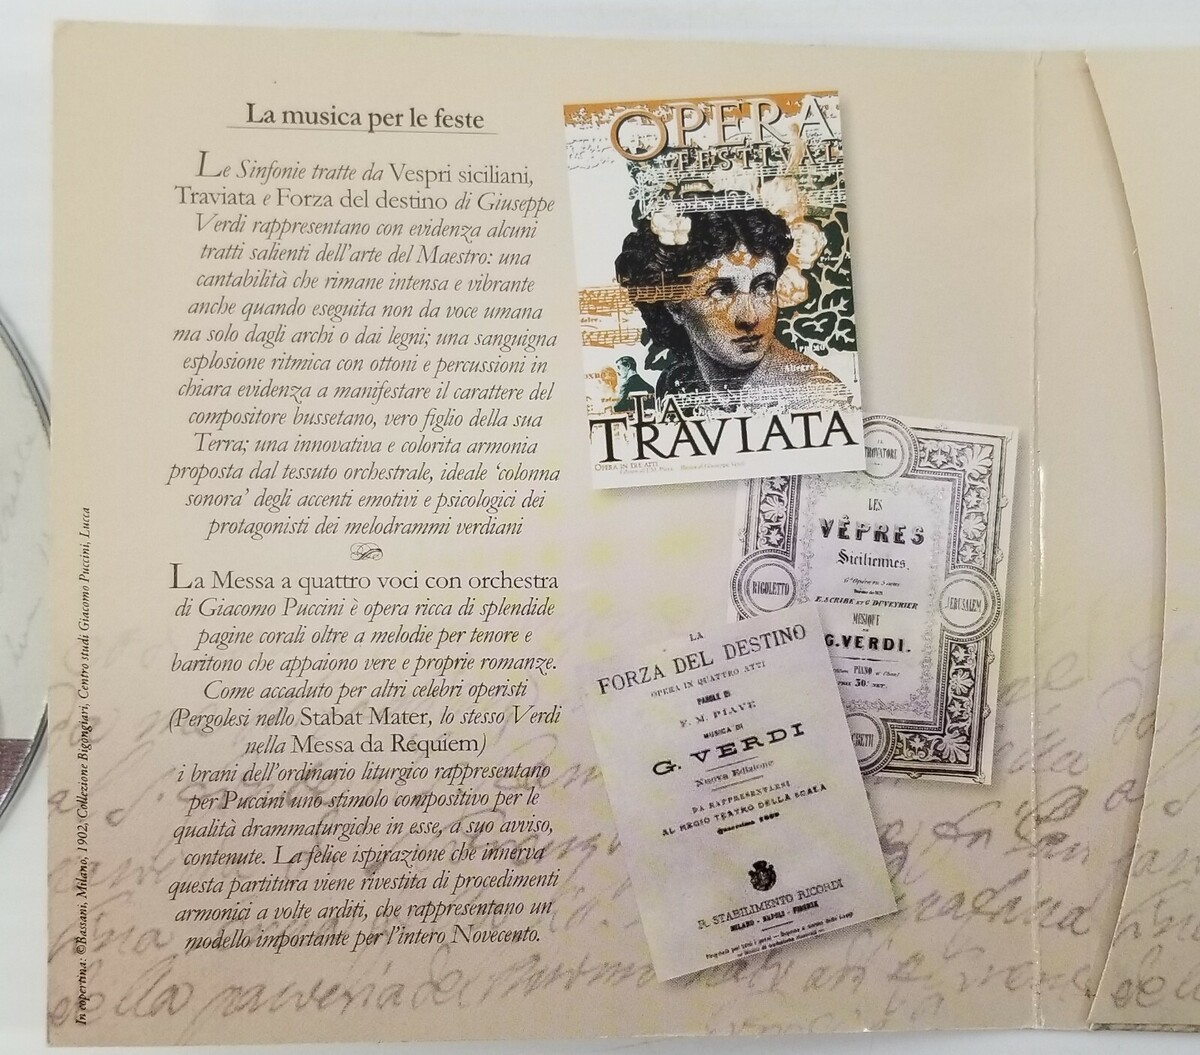 La musica per le feste
Le Sinfonie tratte da Vespri siciliani,
Traviata e Forza del destino di Giuseppe
Verdi rappresentano con evidenza alcuni
tratti salienti dell'arte del Maestro: una
cantabilità che rimane intensa e vibrante
anche quando eseguita non da voce umana
ma solo dagli archi o dai legni; una sanguigna
esplosione ritmica con ottoni e percussioni in
chiara evidenza a manifestare il carattere del
compositore bussetano, vero figlio della sua
Terra; una innovativa e colorita armonia
proposta dal tessuto orchestrale, ideale 'colonna
sonora' degli accenti emotivi e psicologici dei
protagonisti dei melodrammi verdiani
La Messa a quattro voci con orchestra
di Giacomo Puccini è opera ricca di splendide
pagine corali oltre a melodie per tenore e
baritono che appaiono vere e proprie romanze.
Come accaduto per altri celebri operisti
(Pergolesi nello Stabat Mater, lo stesso Verdi
nella Messa da Requiem)
i brani dell'ordinario liturgico rappresentano
per Puccini uno stimolo compositivo per le
qualità drammaturgiche in esse, a suo avviso,
contenute. La felice ispirazione che innerva
questa partitura viene rivestita di procedimenti
armonici a volte arditi, che rappresentano un
modello importante per l'intero Novecento.
In copertina: ©Bassani, Milano, 1902, Collezione Bigongiari, Centro studi Giacomo Puccini, Lucca
OPERA
FESTIVAL
PRIMO
Allegro
LA
TRAVIATA
OPERA IN TRE ATTI
IL
TROVATORE
LES
VÊPRES
Siciliennes,
E. SCRIBE ET C. DUVEYRIER
MUSIQUE
G. VERDI.
PIANO
30
NET
RIGOLETTO
JERUSALEM
LA
FORZA DEL DESTINO
OPERA IN QUATTRO ATTI
PAROLE DI
F. M. PIAVE
MUSICA DI
G. VERDI
Nuova Edizione
DA RAPPRESENTARSI
AL REGIO TEATRO DELLA SCALA
Quaresima 1869
R. STABILIMENTO RICORDI
MILANO - NAPOLI - FIRENZE